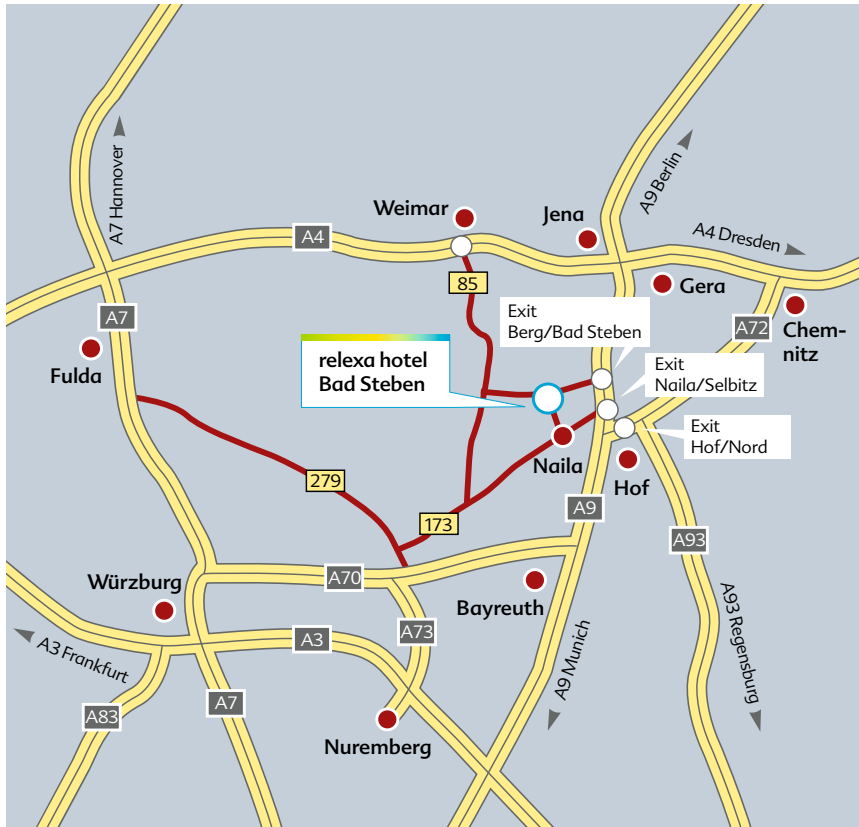 A7 Hannover
A9 Berlin
Weimar
Jena
A4 Dresden
A4
85
Gera
A7
Exit
Berg/Bad Steben
A72
Chem-
nitz
relexa hotel
Bad Steben
Fulda
Exit
Naila/Selbitz
Exit
Hof/Nord
Naila
Hof
279
173
A9
A93
A70
Würzburg
Bayreuth
A73
A3
A3 Frankfurt
A9 Munich
A93 Regensburg
A83
A7
Nuremberg